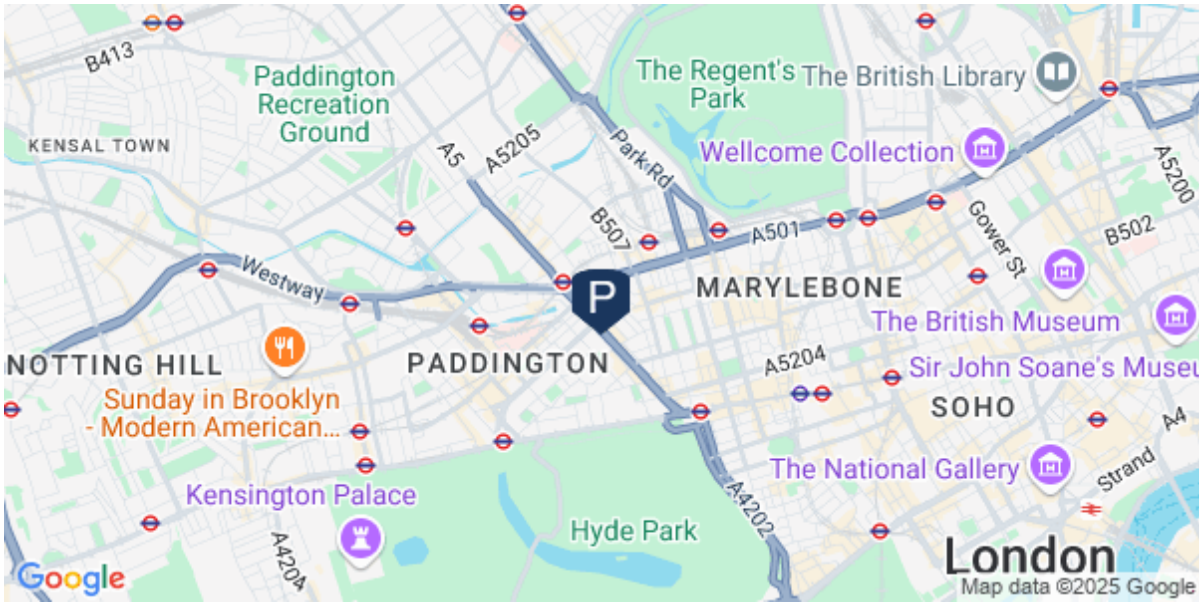 B413
Paddington
Recreation
Ground
The Regent's
Park
The British Library
KENSAL TOWN
A5
A5205
Park Rd
Wellcome Collection
A5200
B507
A501
Gower St
B502
Westway
P
MARYLEBONE
The British Museum
NOTTING HILL
PADDINGTON
A5204
Sir John Soane's Museu
Sunday in Brooklyn
- Modern American...
SOHO
A4
The National Gallery
Strand
Kensington Palace
A4202
Hyde Park
A4204
London
Google
Map data ©2025 Google